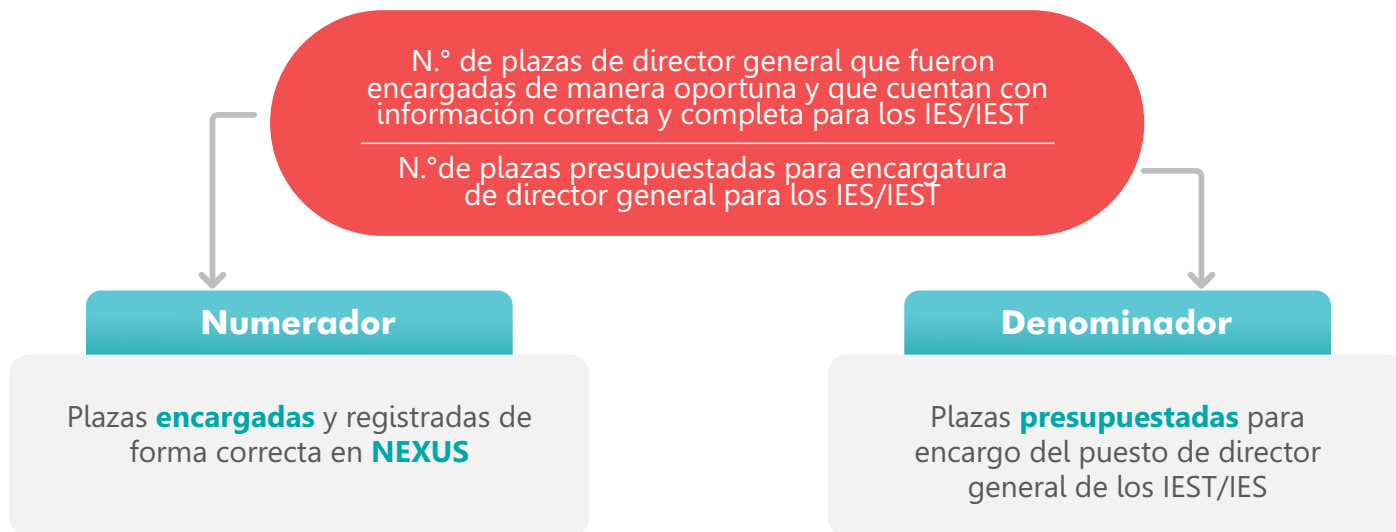 N.° de plazas de director general que fueron
encargadas de manera oportuna y que cuentan con
información correcta y completa para los IES/IEST
N.°de plazas presupuestadas para encargatura
de director general para los IES/IEST
Numerador
Plazas encargadas y registradas de
forma correcta en NEXUS
Denominador
Plazas presupuestadas para
encargo del puesto de director
general de los IEST/IES